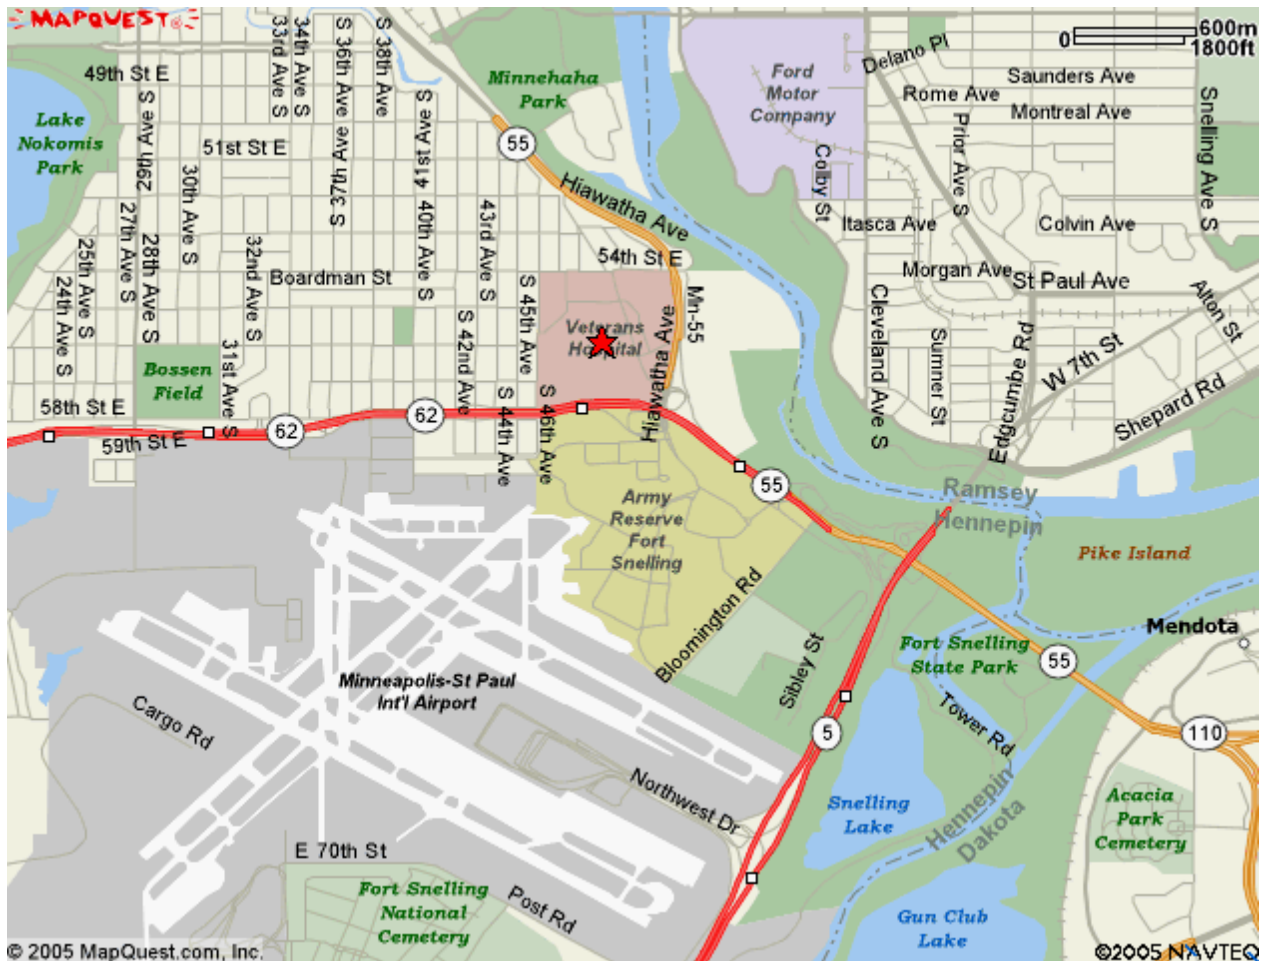 MAPQUEST
600m
0
1800ft
33rd Ave S
34th Ave S
S 36th Ave
S 38th Ave
49th St E
Minnehaha
Park
Ford
Motor
Company
Delano Pl
Saunders Ave
Rome Ave
Montreal Ave
Snelling Ave S
Lake
Nokomis
Park
S 29th Ave
51st St E
37th Ave S
S 41st Ave
55
Hiawatha Ave
Colby St
Prior Ave S
Itasca Ave
Colvin Ave
30th Ave S
27th Ave S
28th Ave S
25th Ave S
24th Ave S
32nd Ave S
40th Ave S
43rd Ave S
54th St E
Boardman St
Morgan Ave
St Paul Ave
Alton St
S 45th Ave
Mn-55
Veterans
Hospital
Hiawatha Ave
Cleveland Ave S
Sumner St
Edgcumbe Rd
W 7th St
Shepard Rd
S 42nd Ave
31st Ave S
Bossen
Field
58th St E
59th St E
62
62
S 44th Ave
S 46th Ave
55
Ramsey
Hennepin
Army
Reserve
Fort
Snelling
Pike Island
Bloomington Rd
Mendota
Sibley St
Fort Snelling
State Park
55
Minneapolis-St Paul
Int'l Airport
Cargo Rd
Tower Rd
5
110
Northwest Dr
Snelling
Lake
Hennepin
Dakota
Acacia
Park
Cemetery
E 70th St
Fort Snelling
National
Cemetery
Post Rd
Gun Club
Lake
© 2005 MapQuest.com, Inc.
©2005 NAVTEQ